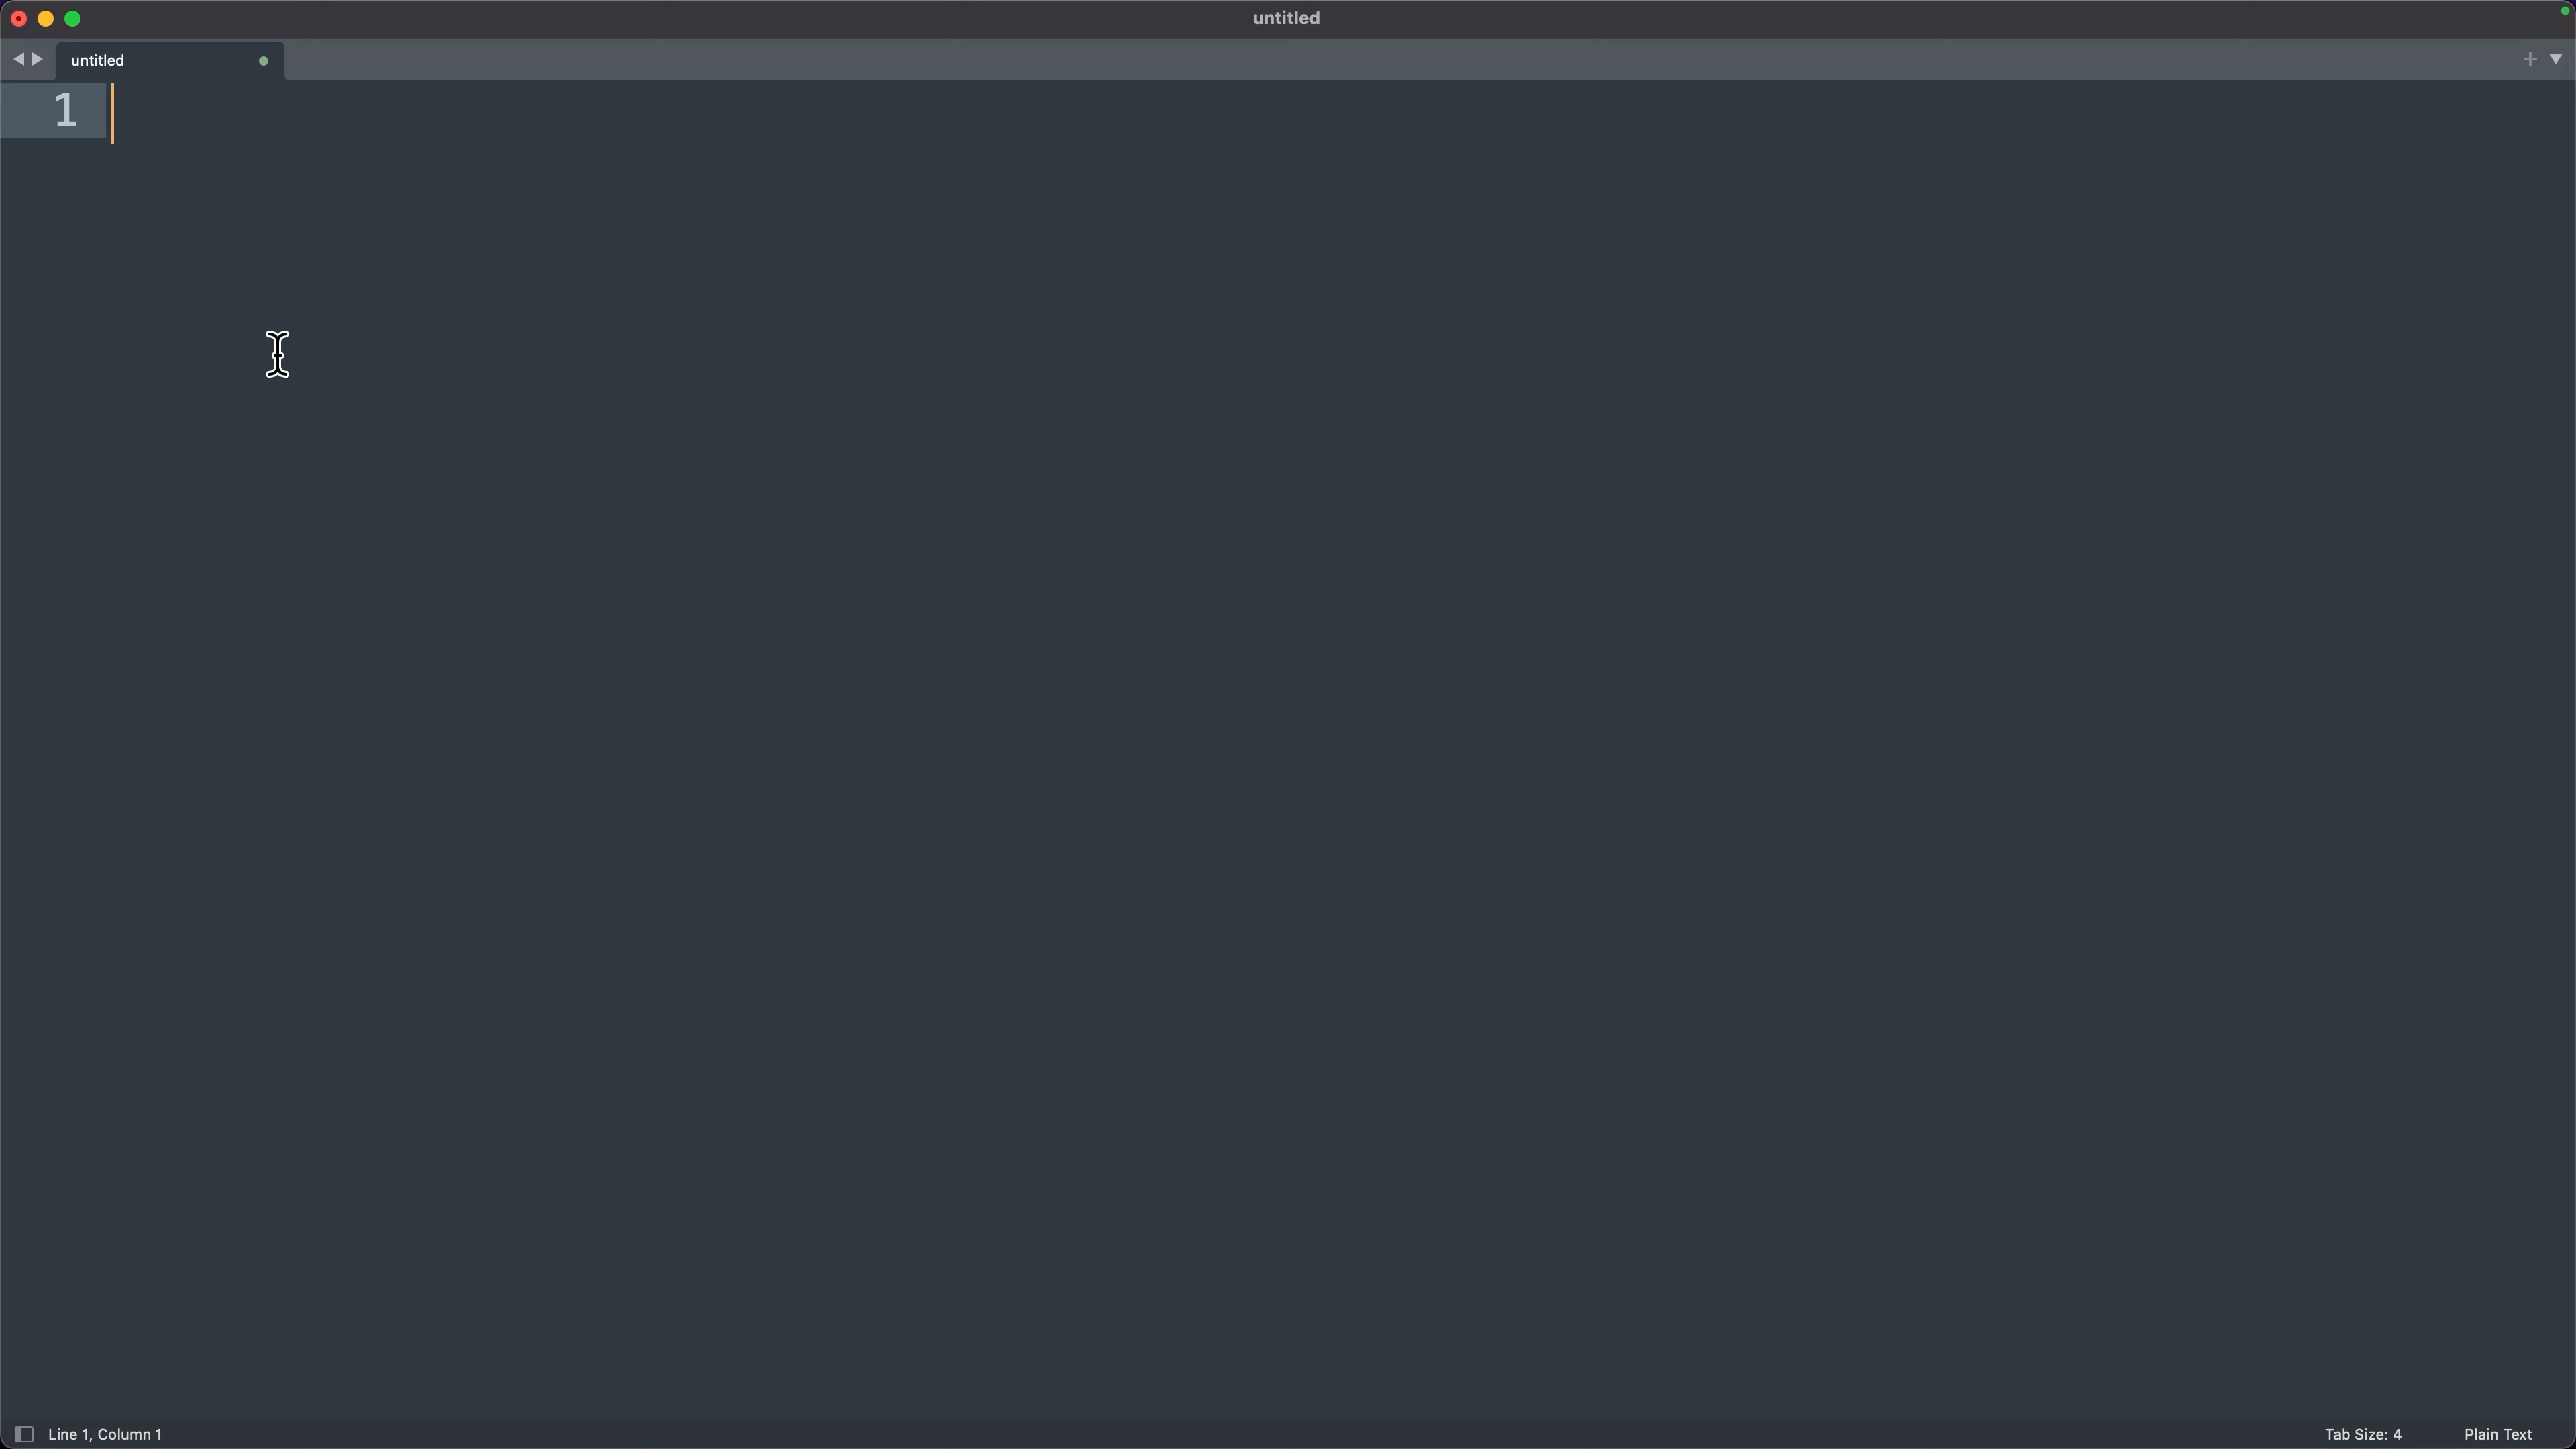 untitled
untitled
1
Line 1, Column 1
Tab Size: 4
Plain Text